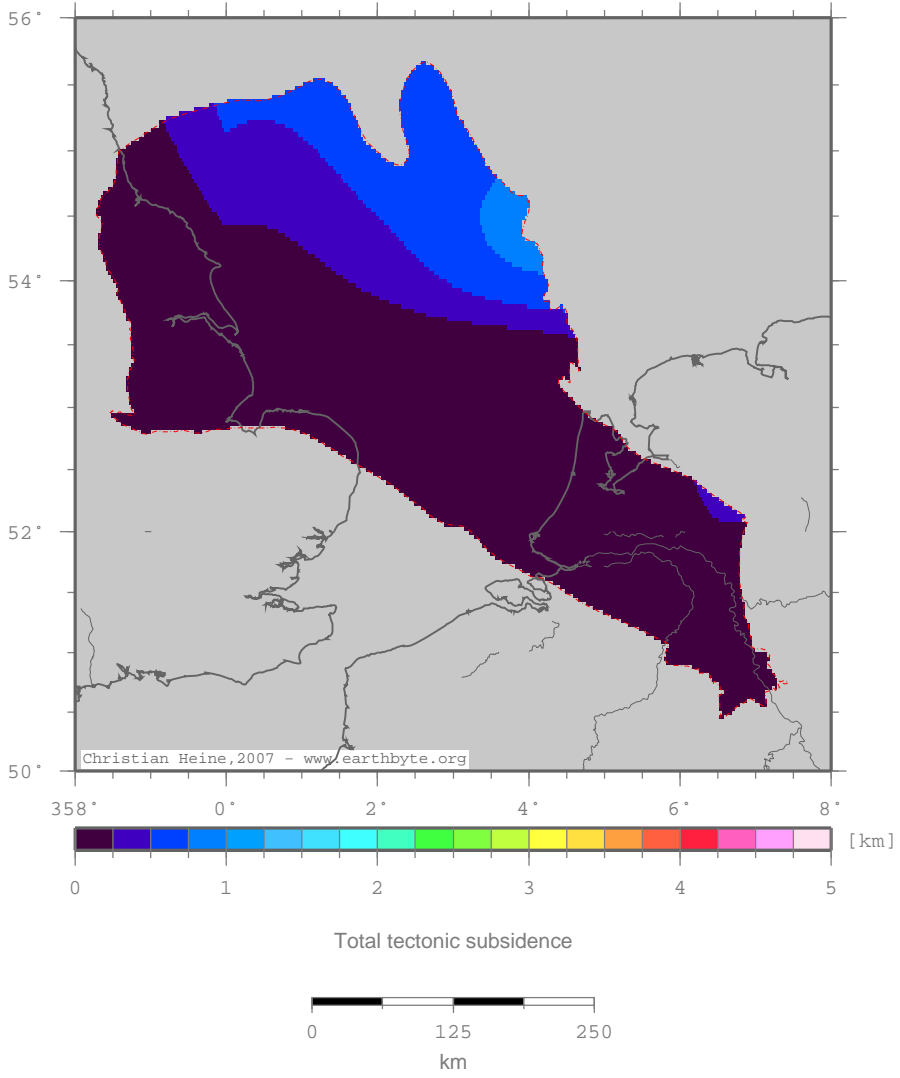 56°
54°
52°
50°
Christian Heine,2007 - www.earthbyte.org
358° 0° 2° 4° 6° 8°
[km]
0 1 2 3 4 5
Total tectonic subsidence
0 125 250
km